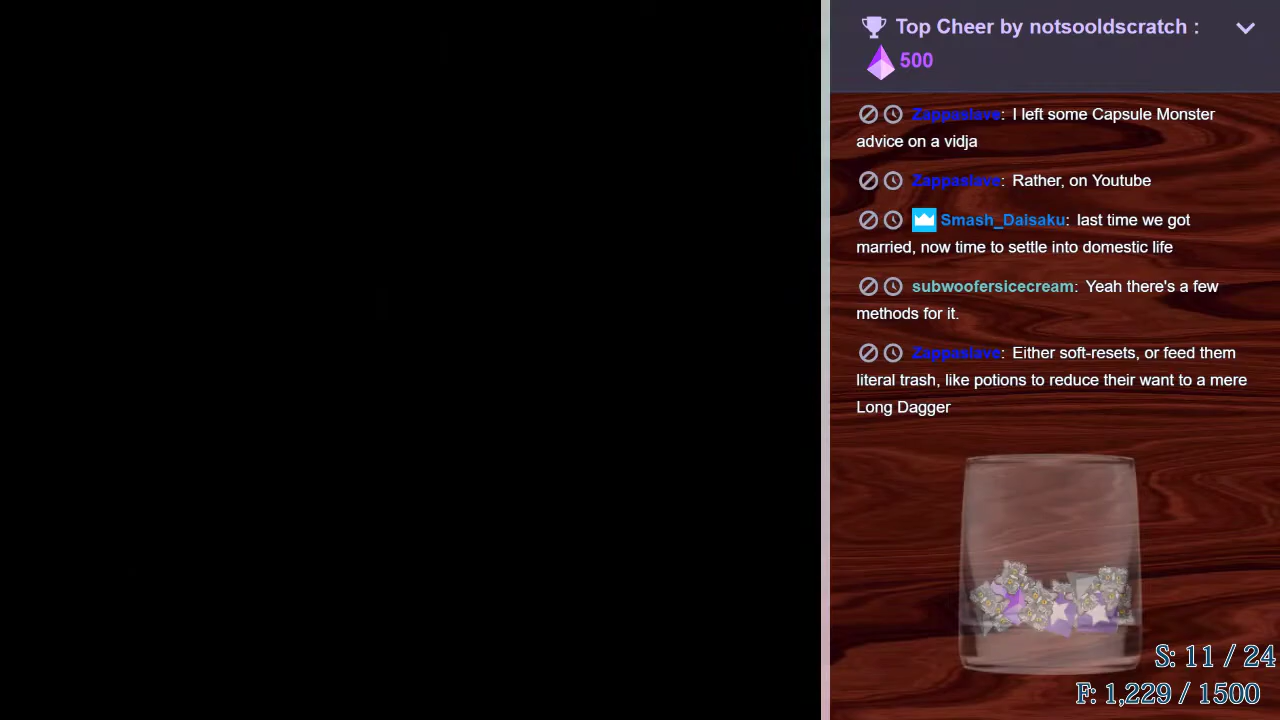 Top Cheer by notsooldscratch :
500
Zappaslave: I left some Capsule Monster
advice on a vidja
Zappaslave: Rather, on Youtube
Smash_Daisaku: last time we got
married, now time to settle into domestic life
subwoofersicecream: Yeah there's a few
methods for it.
Zappaslave: Either soft-resets, or feed them
literal trash, like potions to reduce their want to a mere
Long Dagger
S: 11 / 24
F: 1,229 / 1500